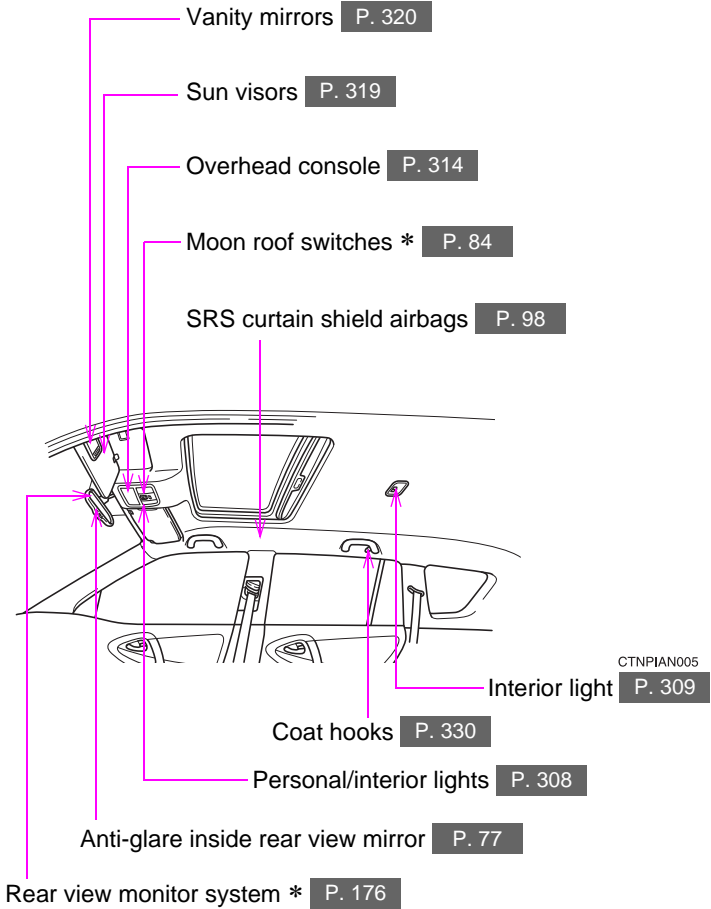 Vanity mirrors P. 320
Sun visors P. 319
Overhead console P. 314
Moon roof switches * P. 84
SRS curtain shield airbags P. 98
CTNPIAN005
Interior light P. 309
Coat hooks P. 330
Personal/interior lights P. 308
Anti-glare inside rear view mirror P. 77
Rear view monitor system * P. 176